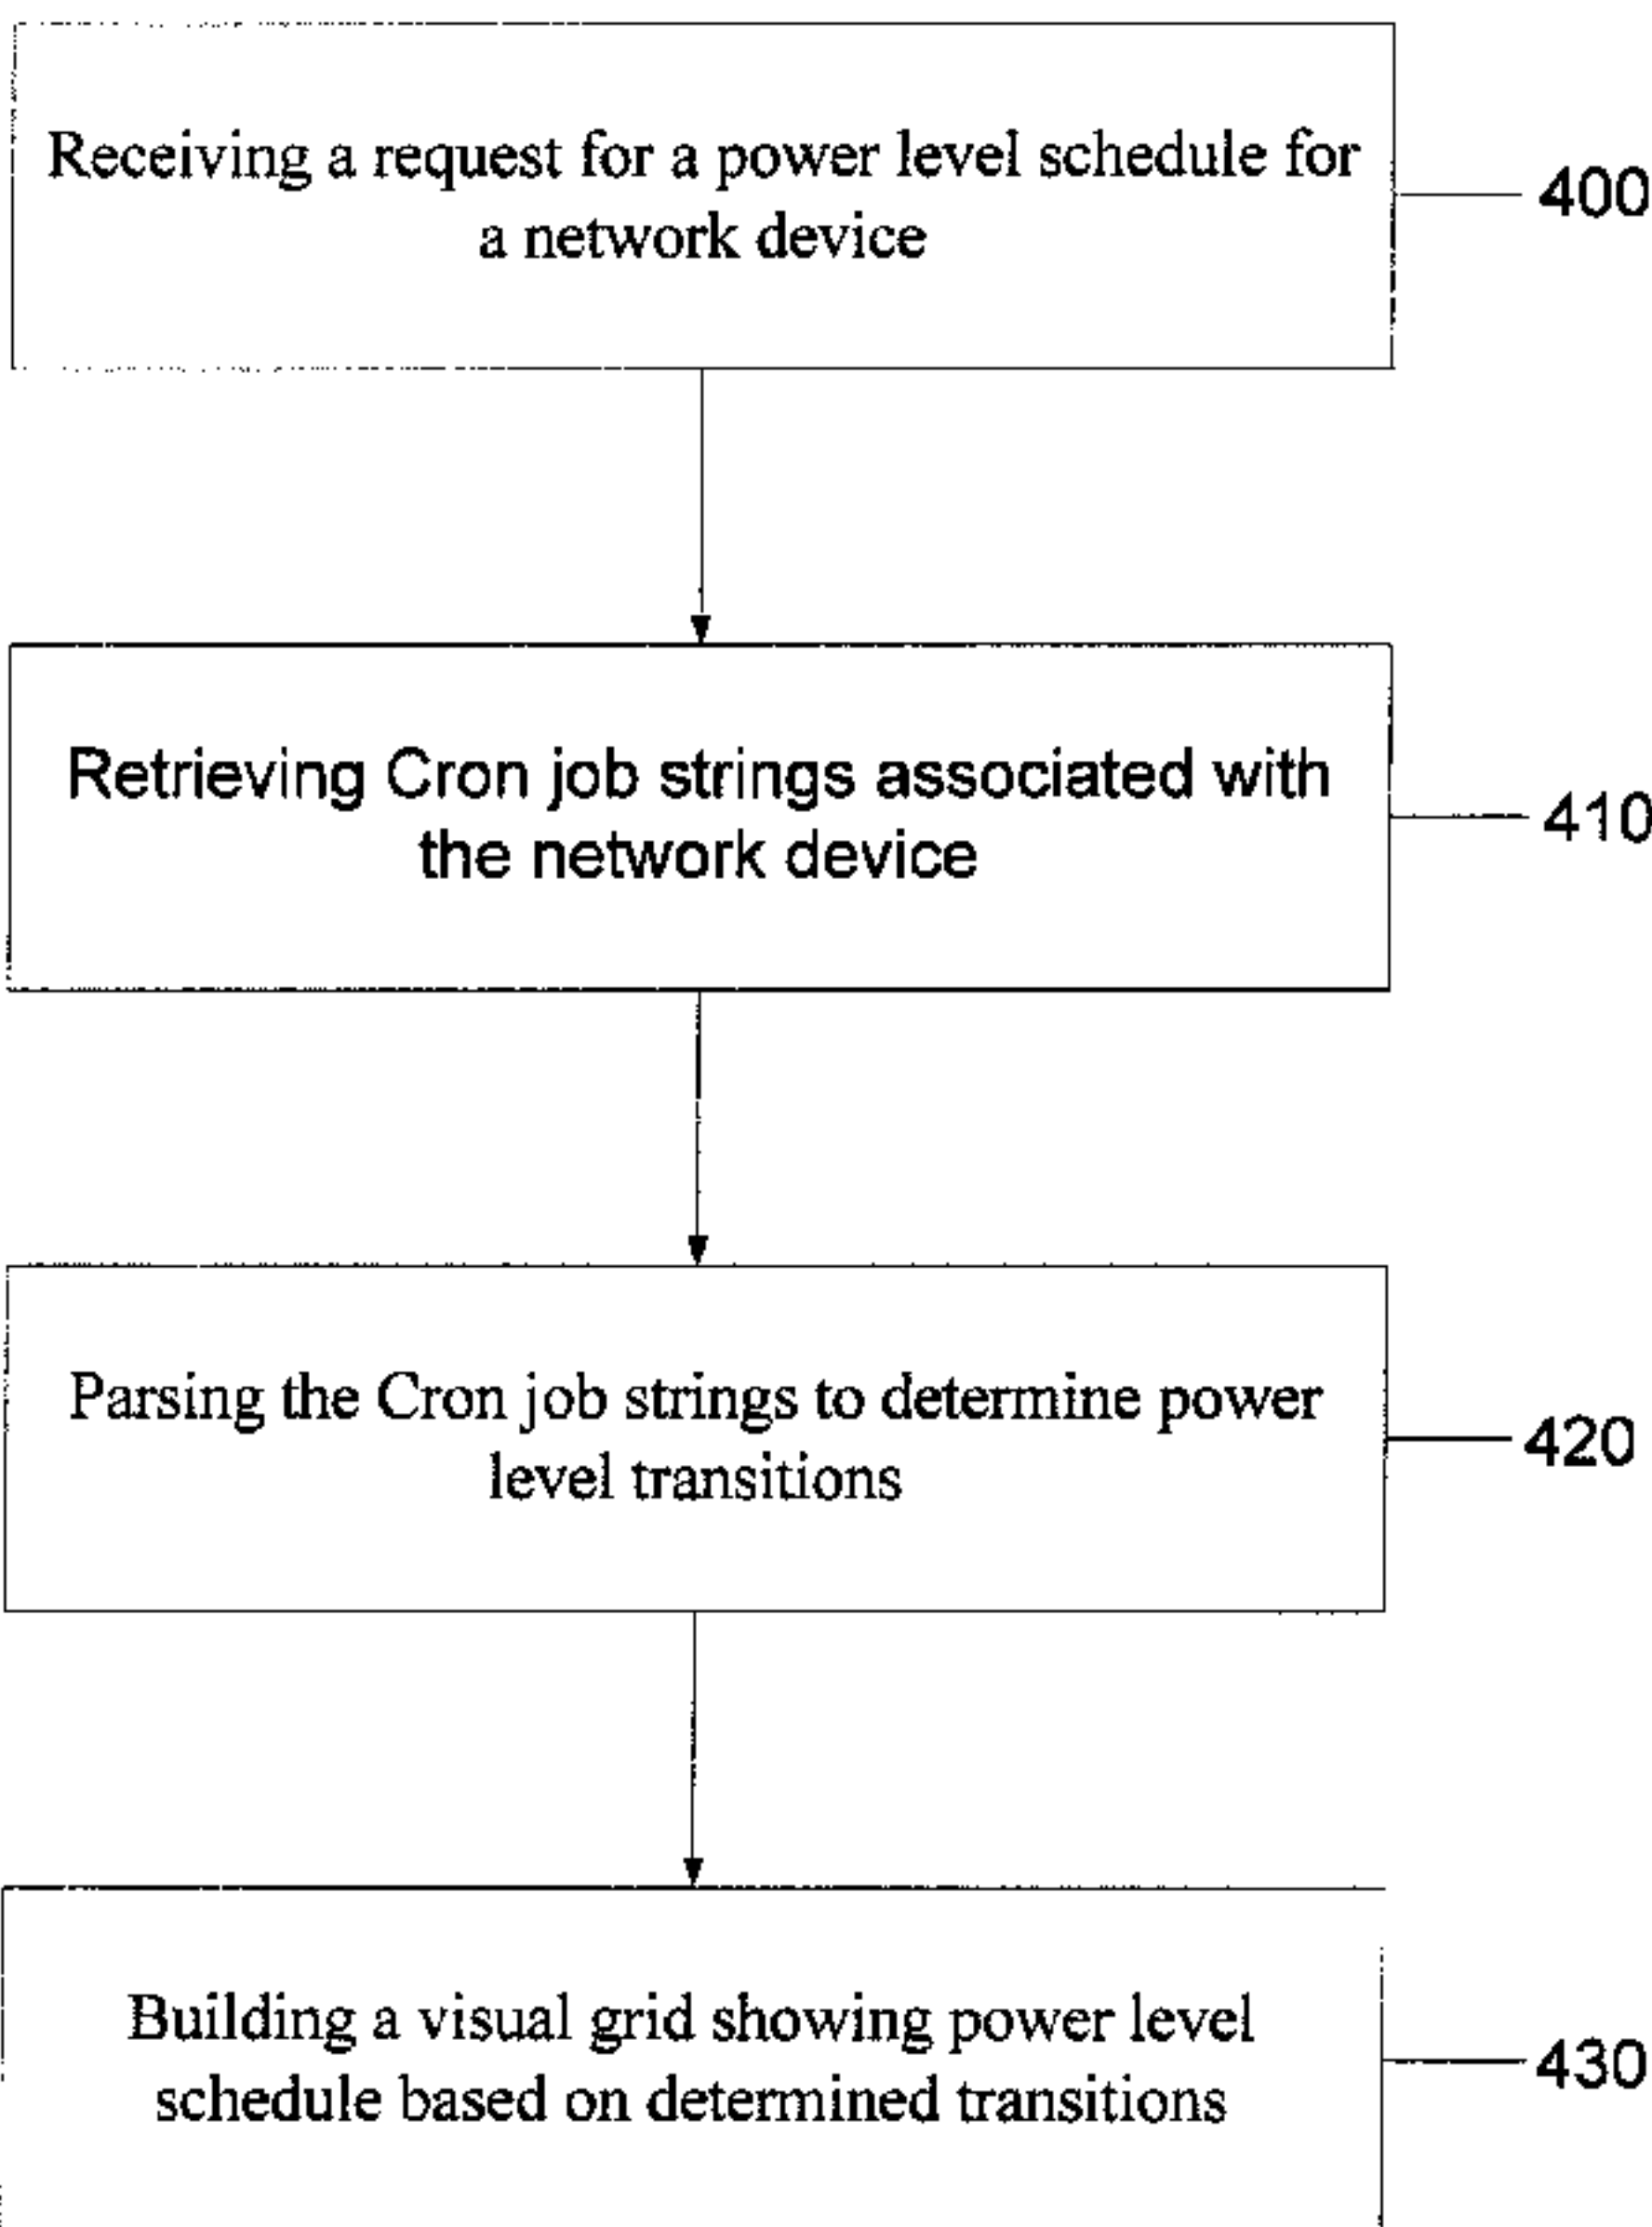 Receiving a request for a power level schedule for
a network device
400
Retrieving Cron job strings associated with
the network device
410
Parsing the Cron job strings to determine power
level transitions
420
Building a visual grid showing power level
schedule based on determined transitions
430